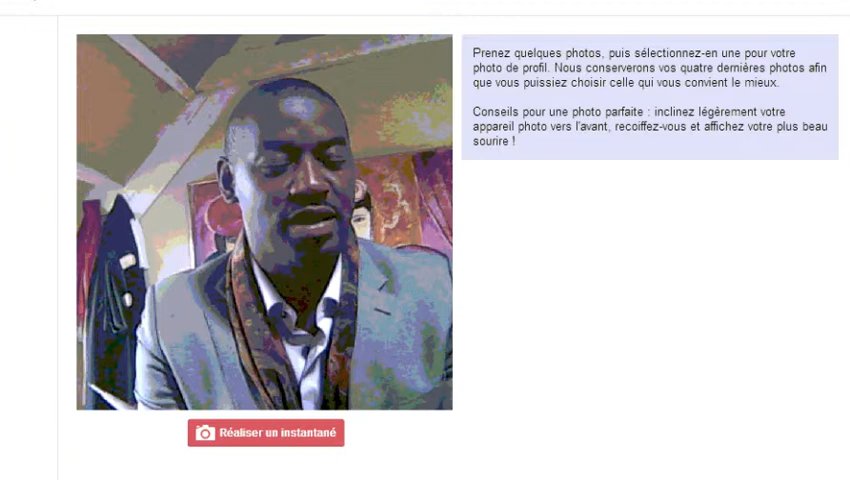 Prenez quelques photos, puis sélectionnez-en une pour votre
photo de profil. Nous conserverons vos quatre dernières photos afin
que vous puissiez choisir celle qui vous convient le mieux.
Conseils pour une photo parfaite : inclinez légèrement votre
appareil photo vers l'avant, recoiffez-vous et affichez votre plus beau
sourire !
Réaliser un instantané